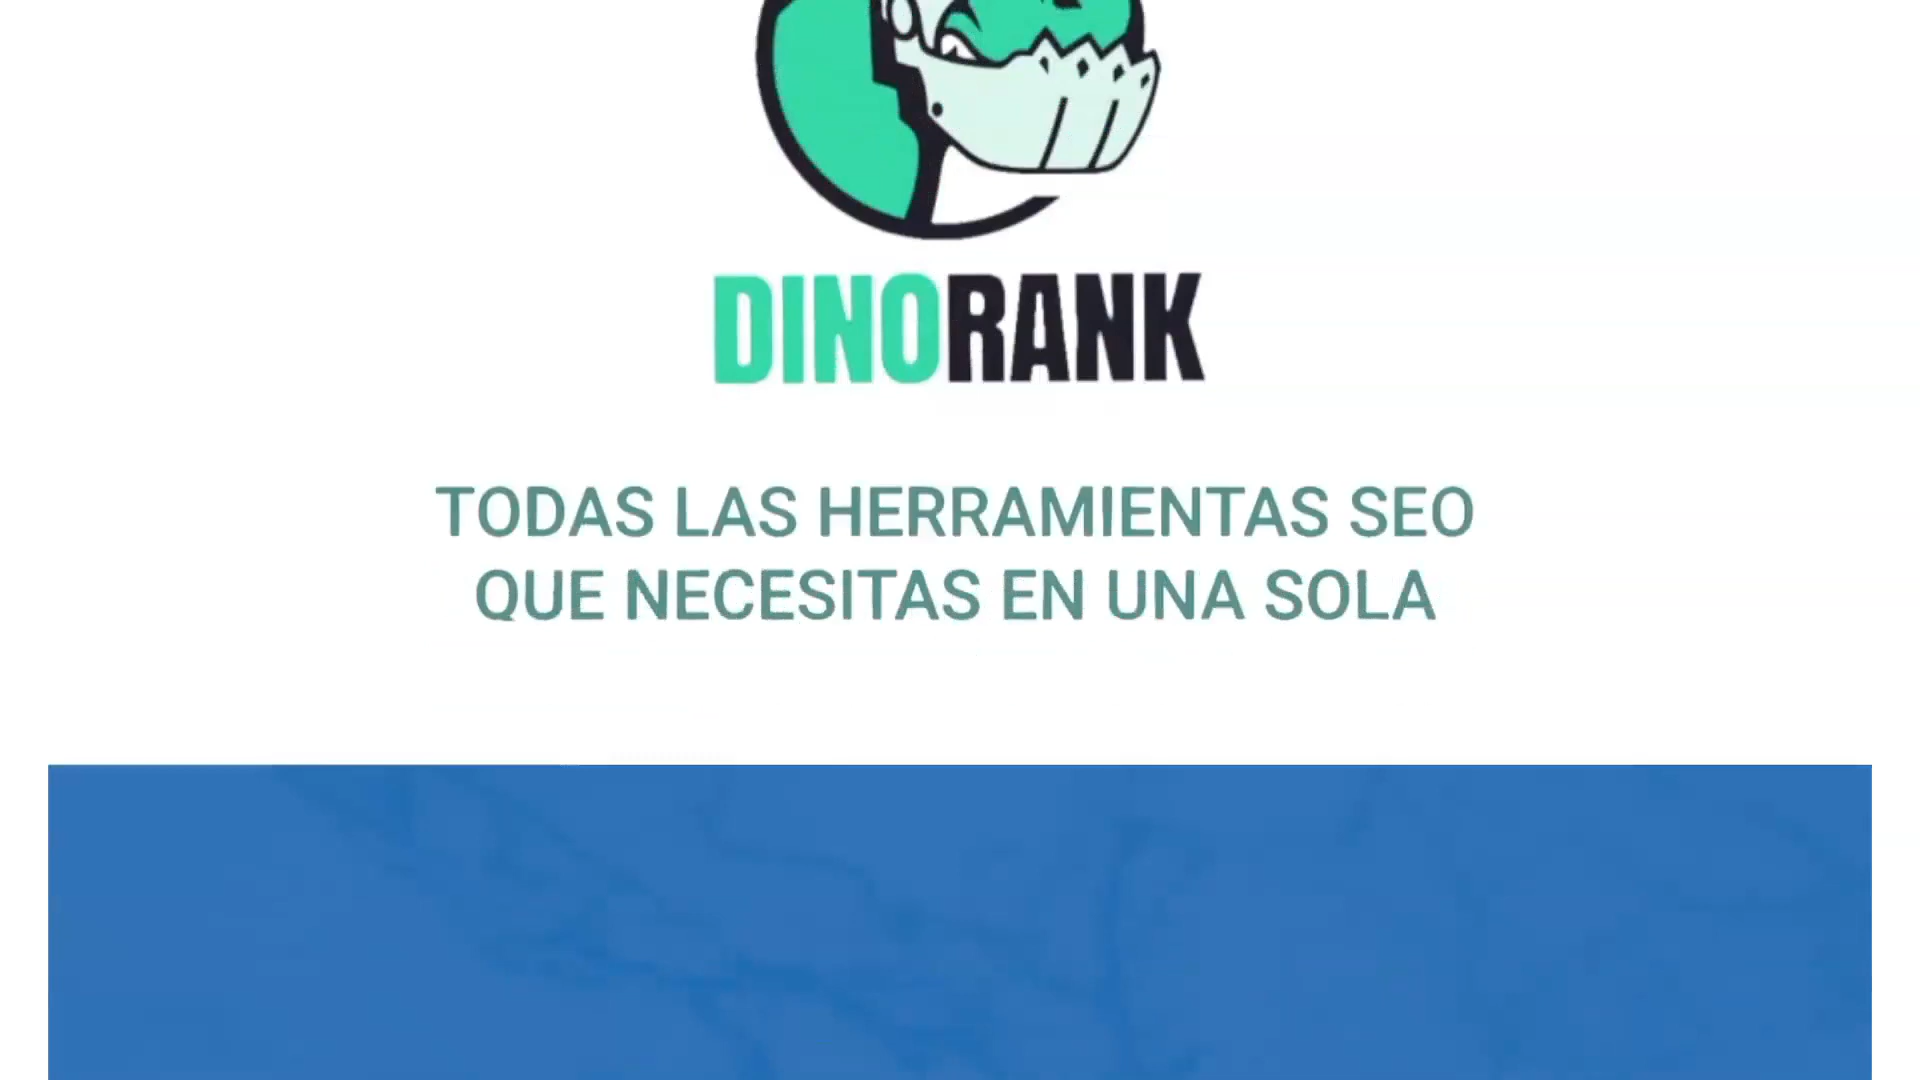 DINORANK
TODAS LAS HERRAMIENTAS SEO
QUE NECESITAS EN UNA SOLA